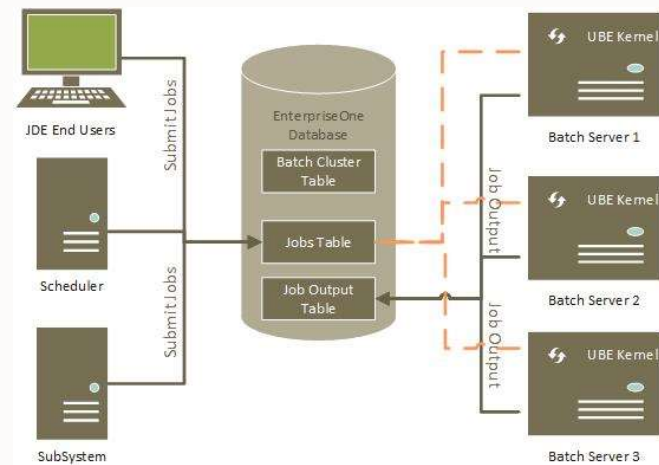 JDE End Users
Scheduler
SubSystem
Submit Jobs
Submit Jobs
EnterpriseOne
Database
Batch Cluster
Table
Jobs Table
Job Output
Table
Job Output
Job Output
UBE Kernel
Batch Server 1
UBE Kernel
Batch Server 2
UBE Kernel
Batch Server 3